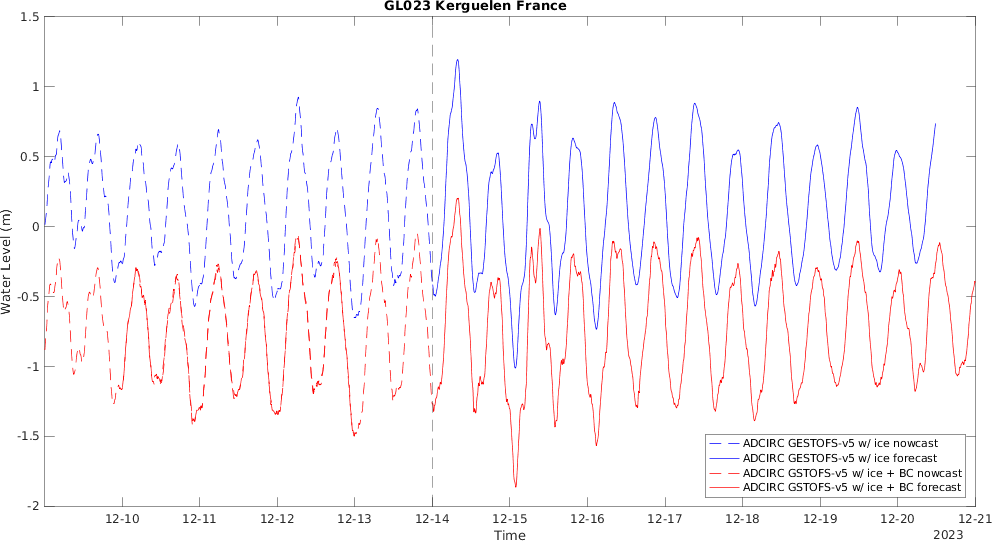 GL023 Kerguelen France
1.5
1
0.5
0
-0.5
-1
-1.5
-2
Water Level (m)
ADCIRC GESTOFS-v5 w/ ice nowcast
ADCIRC GESTOFS-v5 w/ ice forecast
ADCIRC GSTOFS-v5 w/ ice + BC nowcast
ADCIRC GSTOFS-v5 w/ ice + BC forecast
12-10 12-11 12-12 12-13 12-14 12-15 12-16 12-17 12-18 12-19 12-20 12-21
Time
2023